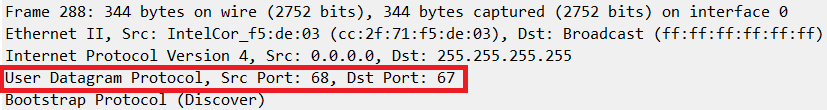 Frame 288: 344 bytes on wire (2752 bits), 344 bytes captured (2752 bits) on interface 0
Ethernet II, Src: IntelCor_f5:de:03 (cc:2f:71:f5:de:03), Dst: Broadcast (ff:ff:ff:ff:ff:ff)
Internet Protocol Version 4, Src: 0.0.0.0, Dst: 255.255.255.255
User Datagram Protocol, Src Port: 68, Dst Port: 67
Bootstrap Protocol (Discover)